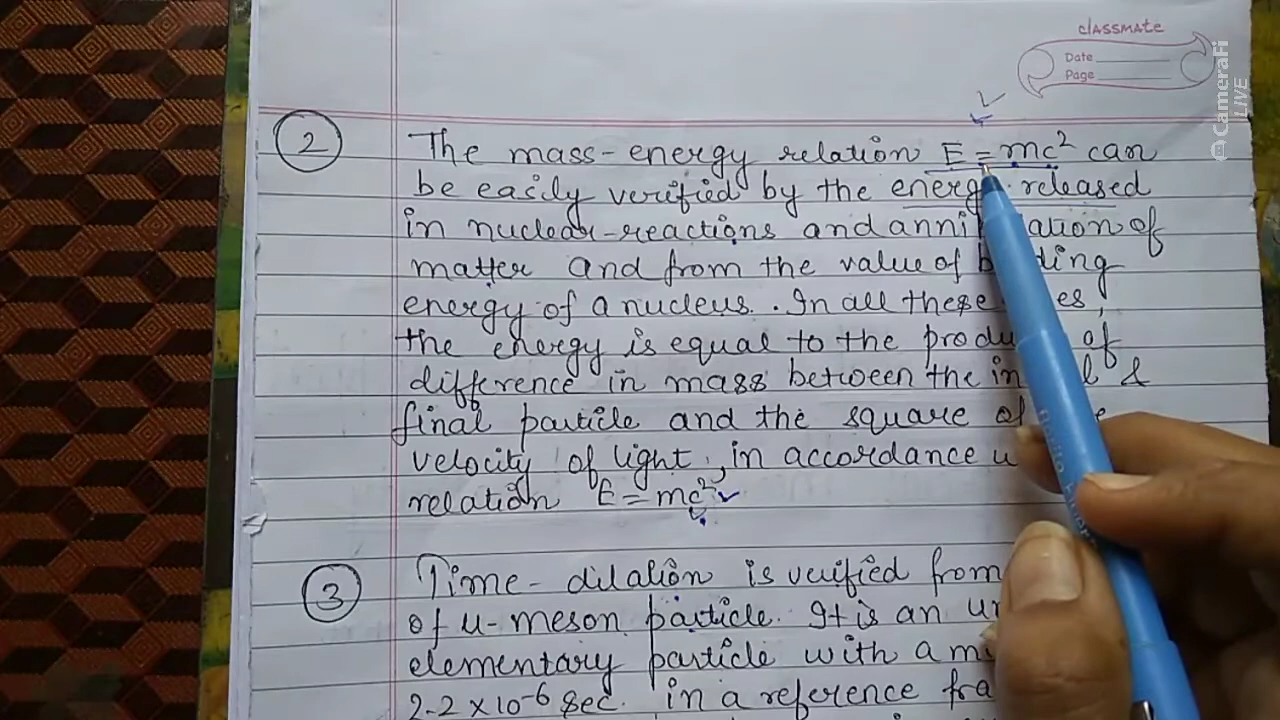 classmate
Date
Page
CameraFi
LIVE
2 The mass-energy relation E = mc² can
be easily verified by the energy released
in nuclear-reactions and annihilation of
matter and from the value of binding
energy of a nucleus. In all these
the energy is equal to the product of
difference in mass between the initial &
final particle and the square of
velocity of light, in accordance
relation E = mc²
3 Time-dilation is verified from
of μ-meson particle. It is an
elementary particle with a
2.2 × 10⁻⁶ sec. in a reference